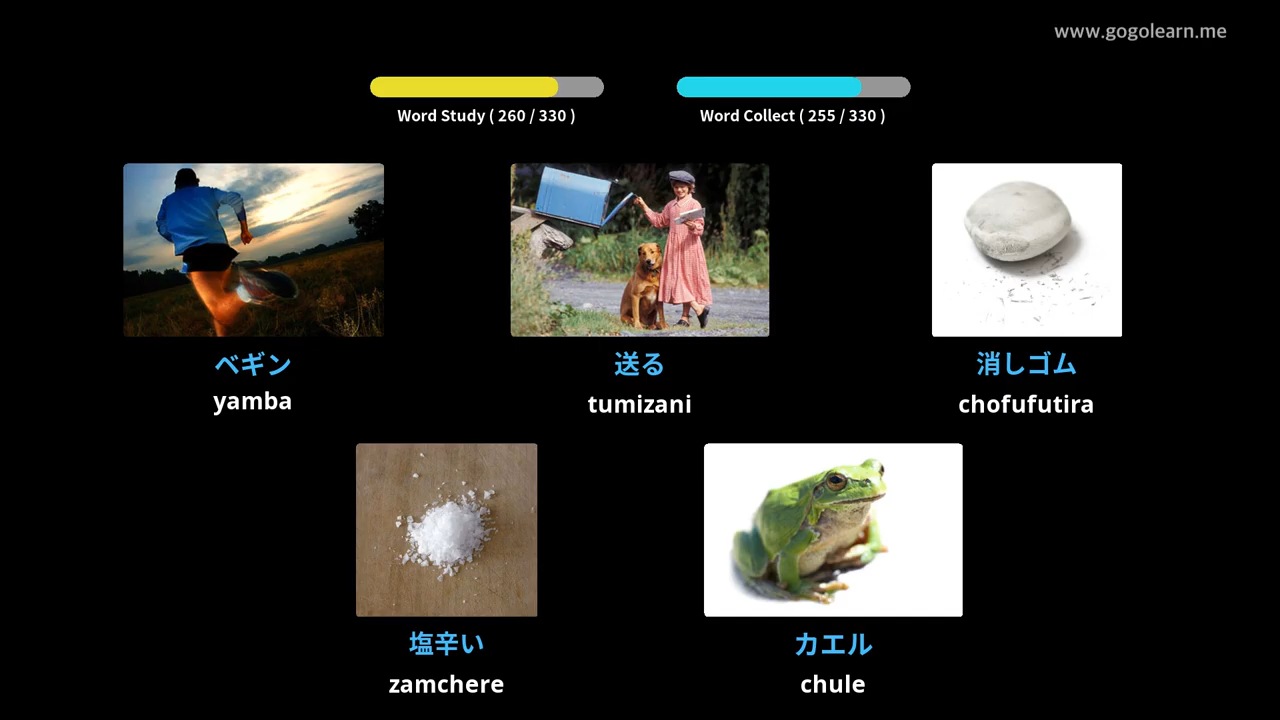 www.gogolearn.me
Word Study ( 260 / 330 )
Word Collect ( 255 / 330 )
ベギン
yamba
送る
tumizani
消しゴム
chofufutira
塩辛い
zamchere
カエル
chule